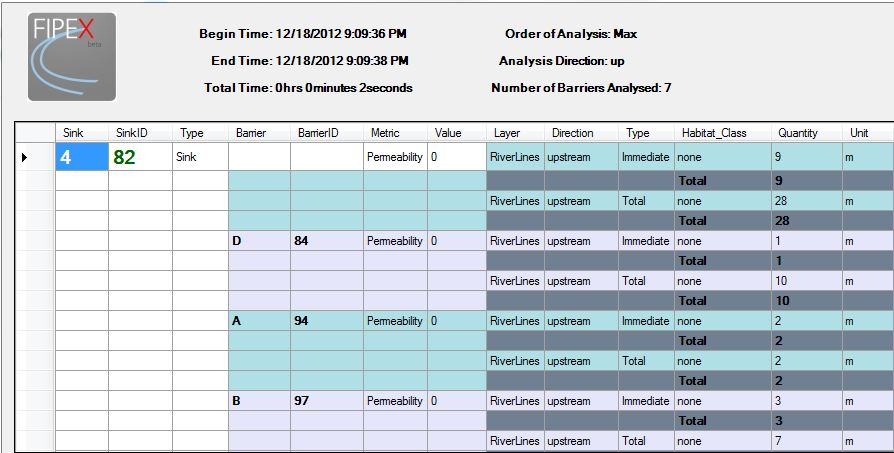 FIPEX
beta
Begin Time: 12/18/2012 9:09:36 PM Order of Analysis: Max
End Time: 12/18/2012 9:09:38 PM Analysis Direction: up
Total Time: 0hrs 0minutes 2seconds Number of Barriers Analysed: 7
Sink SinkID Type Barrier BarrierID Metric Value Layer Direction Type Habitat_Class Quantity Unit
4 82 Sink Permeability 0 RiverLines upstream Immediate none 9 m
Total 9
RiverLines upstream Total none 28 m
Total 28
D 84 Permeability 0 RiverLines upstream Immediate none 1 m
Total 1
RiverLines upstream Total none 10 m
Total 10
A 94 Permeability 0 RiverLines upstream Immediate none 2 m
Total 2
RiverLines upstream Total none 2 m
Total 2
B 97 Permeability 0 RiverLines upstream Immediate none 3 m
Total 3
RiverLines upstream Total none 7 m